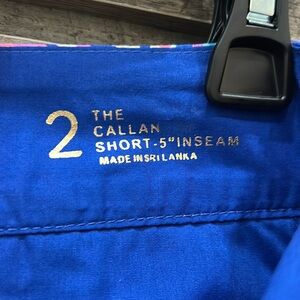 2
THE
CALLAN
SHORT-5" INSEAM
MADE IN SRI LANKA